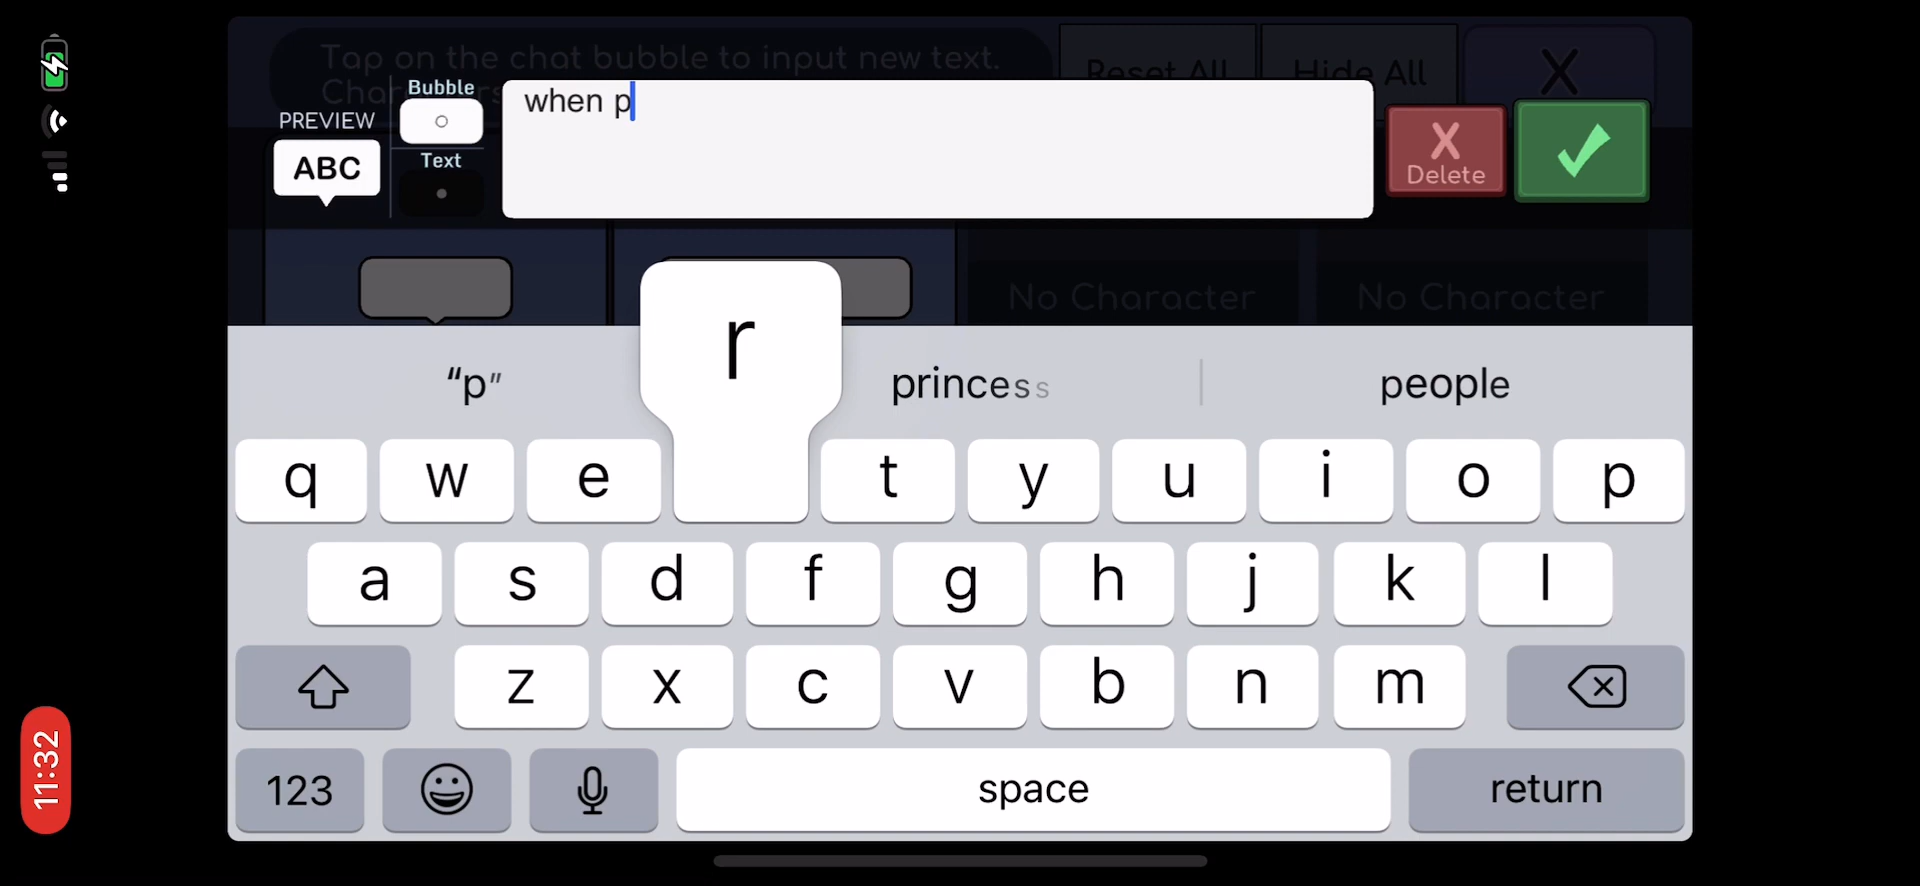 Tap on the chat bubble to input new text.
Reset All
Hide All
X
Bubble
PREVIEW
ABC
Text
when p
X
Delete
No Character
No Character
r
“p”
princess
people
q w e t y u i o p
a s d f g h j k l
z x c v b n m
123
space
return
11:32